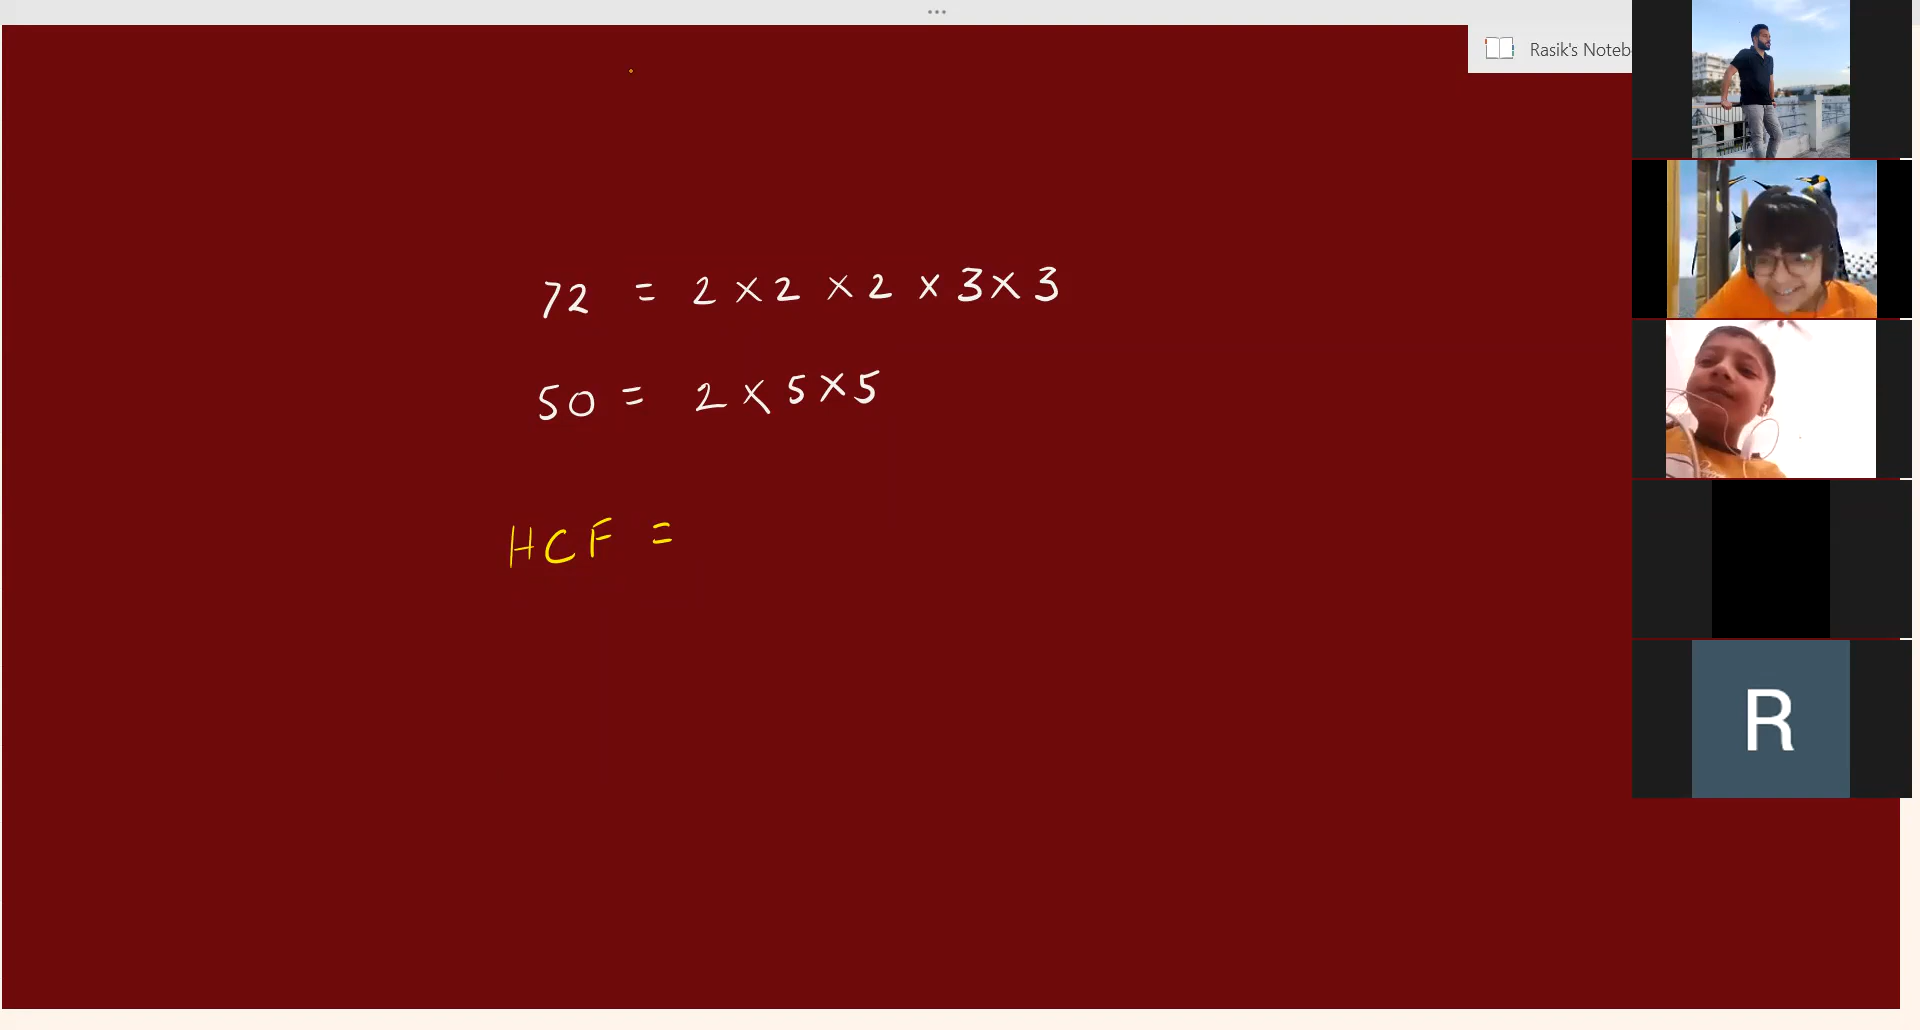 Rasik's Noteb
72 = 2 × 2 × 2 × 3 × 3
50 = 2 × 5 × 5
HCF =
R